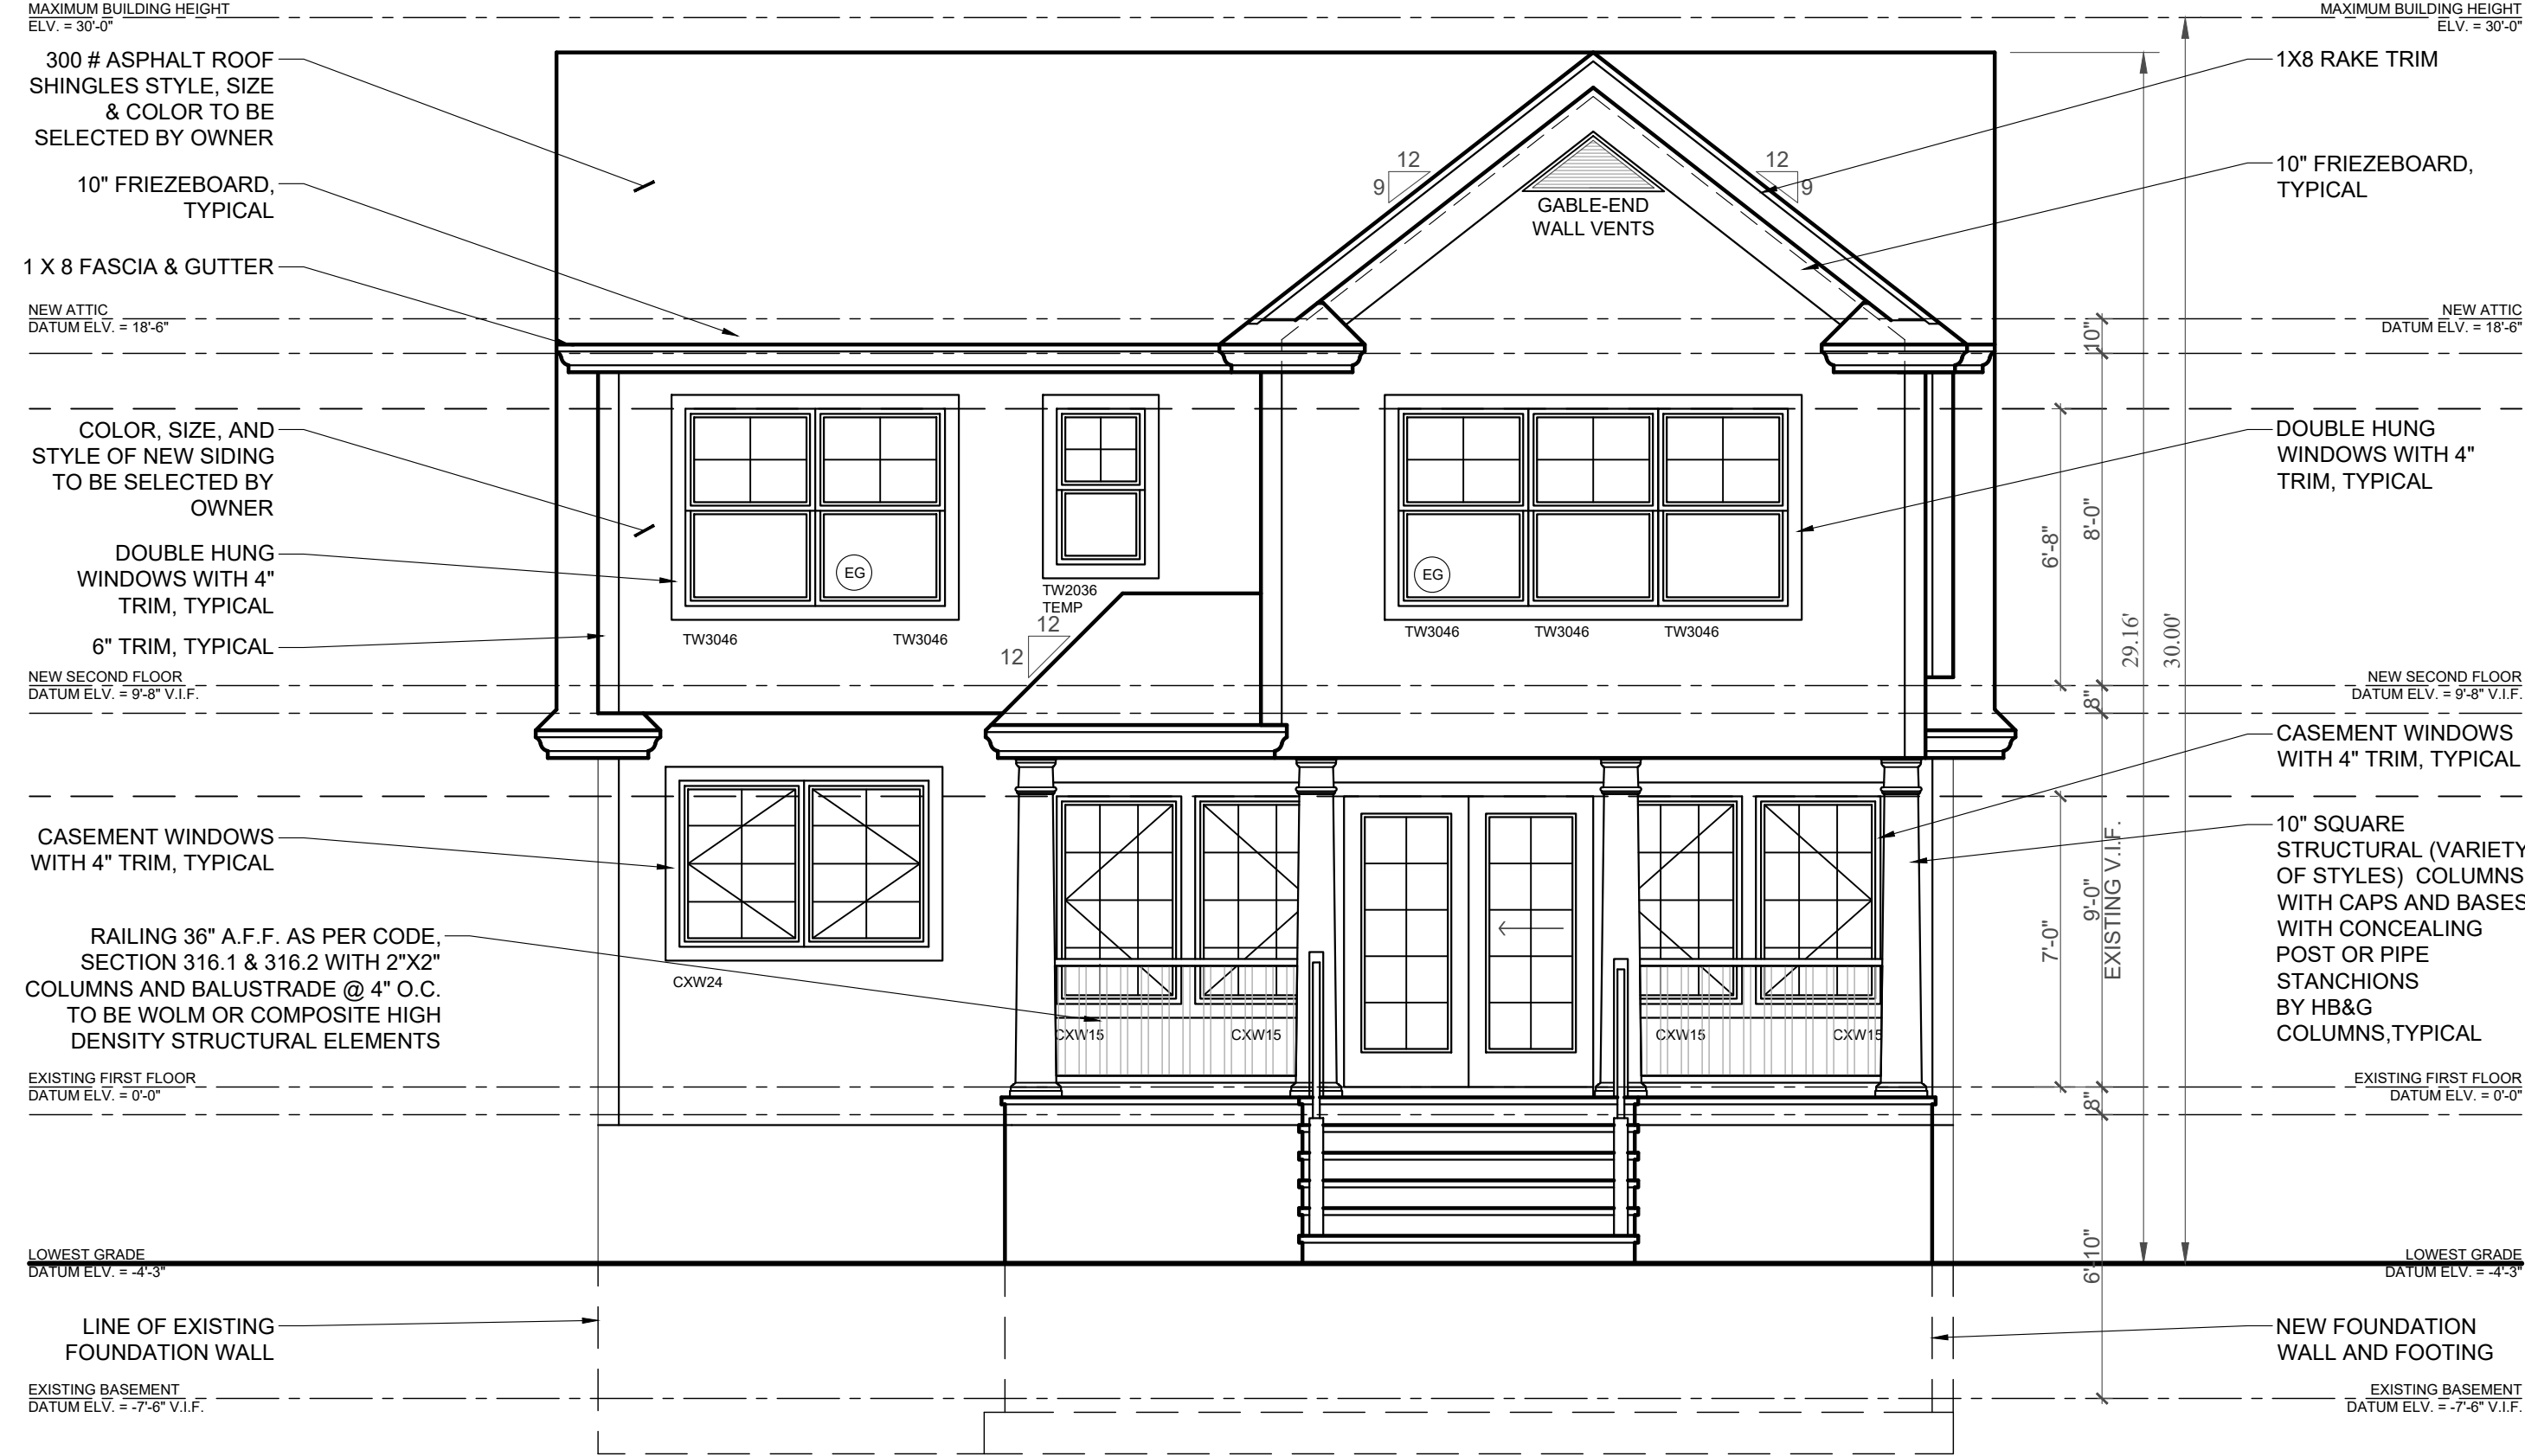 MAXIMUM BUILDING HEIGHT
ELV. = 30'-0"
300 # ASPHALT ROOF
SHINGLES STYLE, SIZE
& COLOR TO BE
SELECTED BY OWNER
10" FRIEZEBOARD,
TYPICAL
1 X 8 FASCIA & GUTTER
NEW ATTIC
DATUM ELV. = 18'-6"
COLOR, SIZE, AND
STYLE OF NEW SIDING
TO BE SELECTED BY
OWNER
DOUBLE HUNG
WINDOWS WITH 4"
TRIM, TYPICAL
6" TRIM, TYPICAL
NEW SECOND FLOOR
DATUM ELV. = 9'-8" V.I.F.
CASEMENT WINDOWS
WITH 4" TRIM, TYPICAL
RAILING 36" A.F.F. AS PER CODE,
SECTION 316.1 & 316.2 WITH 2"X2"
COLUMNS AND BALUSTRADE @ 4" O.C.
TO BE WOLM OR COMPOSITE HIGH
DENSITY STRUCTURAL ELEMENTS
EXISTING FIRST FLOOR
DATUM ELV. = 0'-0"
LOWEST GRADE
DATUM ELV. = -4'-3"
LINE OF EXISTING
FOUNDATION WALL
EXISTING BASEMENT
DATUM ELV. = -7'-6" V.I.F.
12
9
12
9
GABLE-END
WALL VENTS
EG
EG
TW2036
TEMP
12
12
TW3046
TW3046
TW3046
TW3046
TW3046
CXW24
CXW15
CXW15
CXW15
CXW15
10"
8'-0"
6'-8"
29.16'
30.00'
8"
9'-0"
EXISTING V.I.F.
7'-0"
8"
6'-10"
MAXIMUM BUILDING HEIGHT
ELV. = 30'-0"
1X8 RAKE TRIM
10" FRIEZEBOARD,
TYPICAL
NEW ATTIC
DATUM ELV. = 18'-6"
DOUBLE HUNG
WINDOWS WITH 4"
TRIM, TYPICAL
NEW SECOND FLOOR
DATUM ELV. = 9'-8" V.I.F.
CASEMENT WINDOWS
WITH 4" TRIM, TYPICAL
10" SQUARE
STRUCTURAL (VARIETY
OF STYLES) COLUMNS
WITH CAPS AND BASES
WITH CONCEALING
POST OR PIPE
STANCHIONS
BY HB&G
COLUMNS,TYPICAL
EXISTING FIRST FLOOR
DATUM ELV. = 0'-0"
LOWEST GRADE
DATUM ELV. = -4'-3"
NEW FOUNDATION
WALL AND FOOTING
EXISTING BASEMENT
DATUM ELV. = -7'-6" V.I.F.